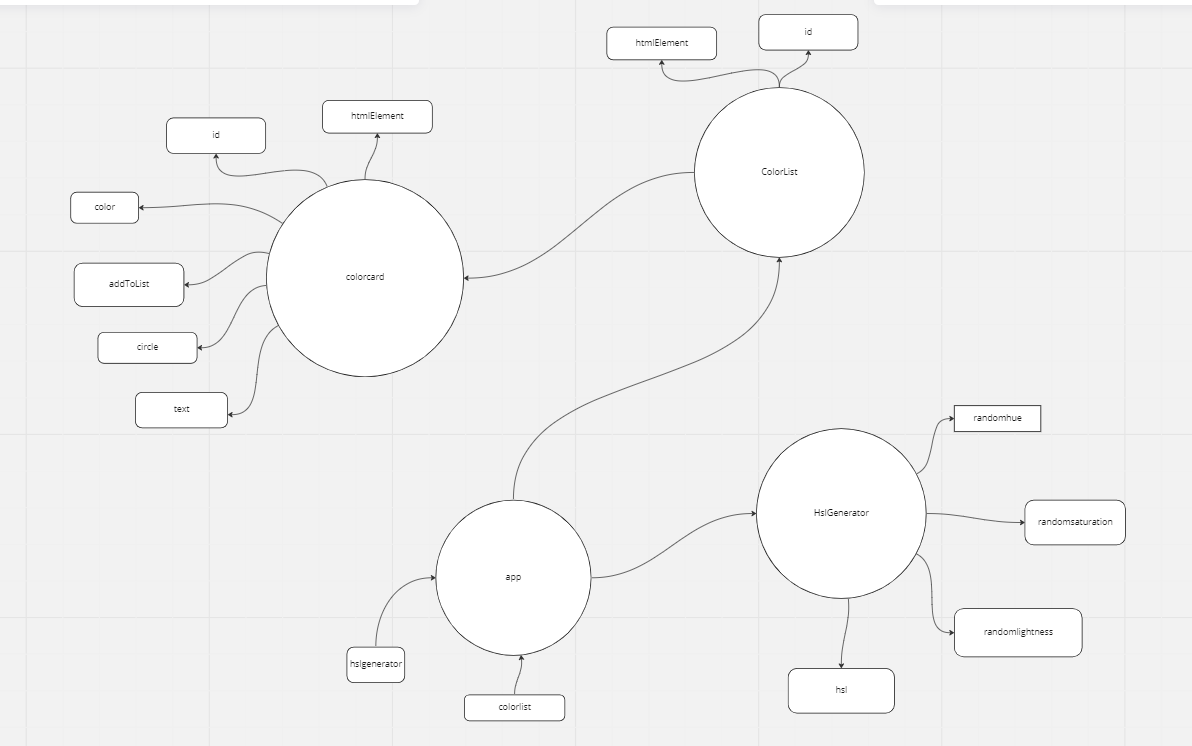 id
htmlElement
htmlElement
id
color
ColorList
addToList
colorcard
circle
text
randomhue
HslGenerator
randomsaturation
app
randomlightness
hslgenerator
hsl
colorlist